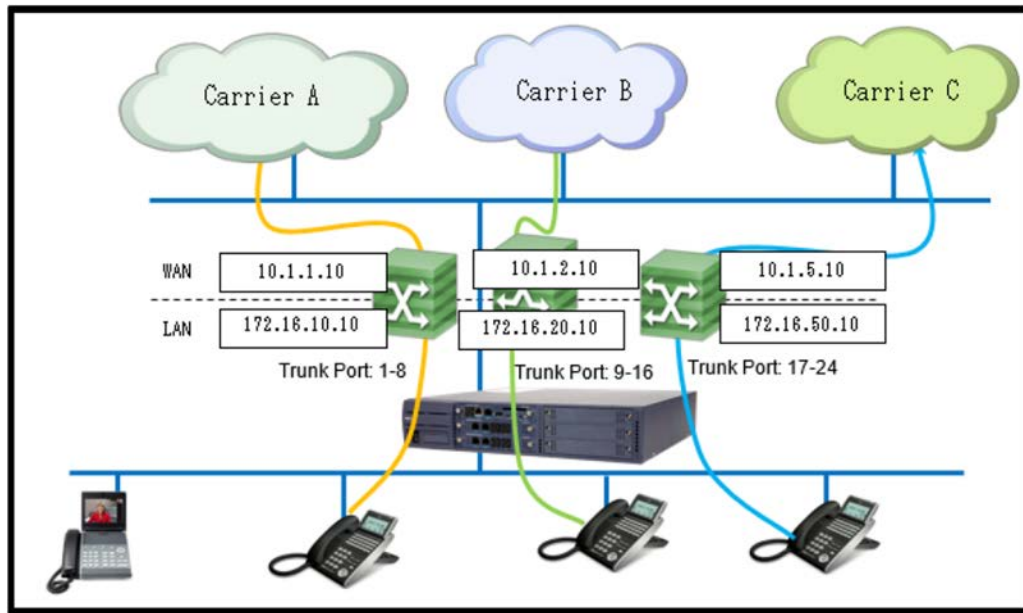 Carrier A
Carrier B
Carrier C
WAN
10.1.1.10
10.1.2.10
10.1.5.10
LAN
172.16.10.10
172.16.20.10
172.16.50.10
Trunk Port: 1-8
Trunk Port: 9-16
Trunk Port: 17-24